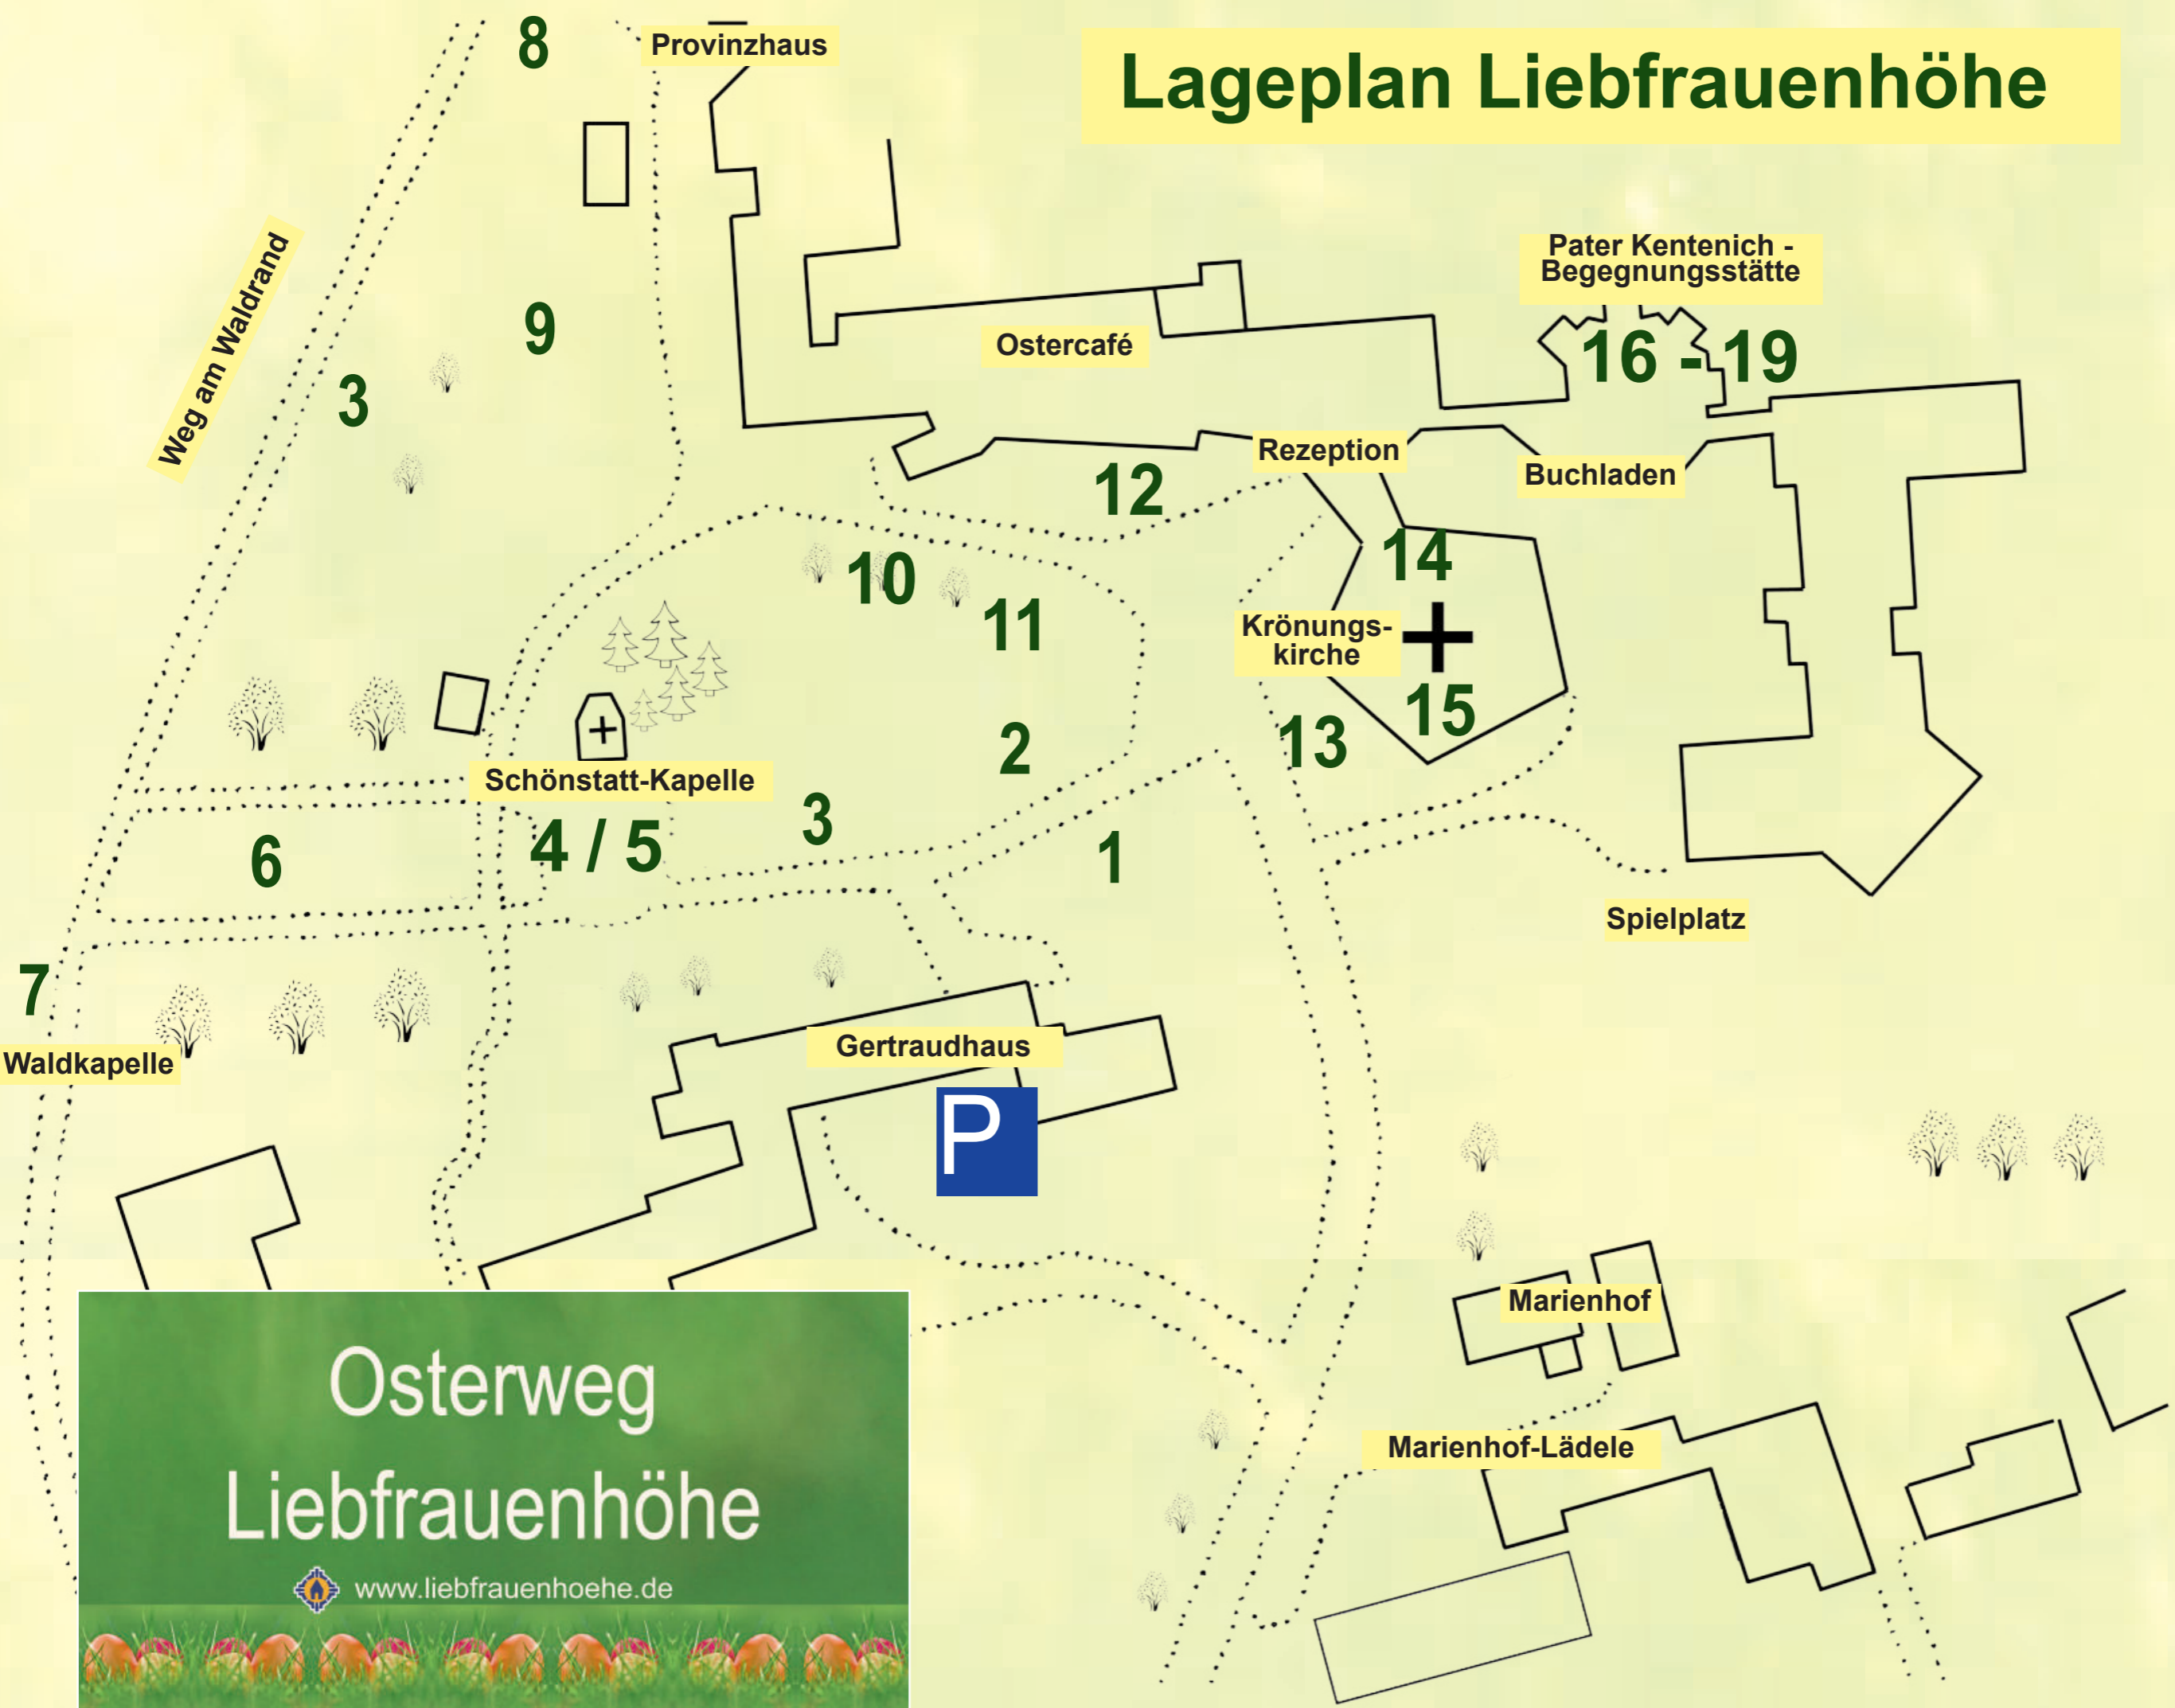 8
Provinzhaus
Lageplan Liebfrauenhöhe
Weg am Waldrand
9
3
Ostercafé
Pater Kentenich -
Begegnungsstätte
16 - 19
Rezeption
Buchladen
12
14
10
11
Krönungs-
kirche
15
13
2
Schönstatt-Kapelle
4 / 5
3
1
6
Spielplatz
7
Waldkapelle
Gertraudhaus
P
Marienhof
Marienhof-Lädele
Osterweg
Liebfrauenhöhe
www.liebfrauenhoehe.de